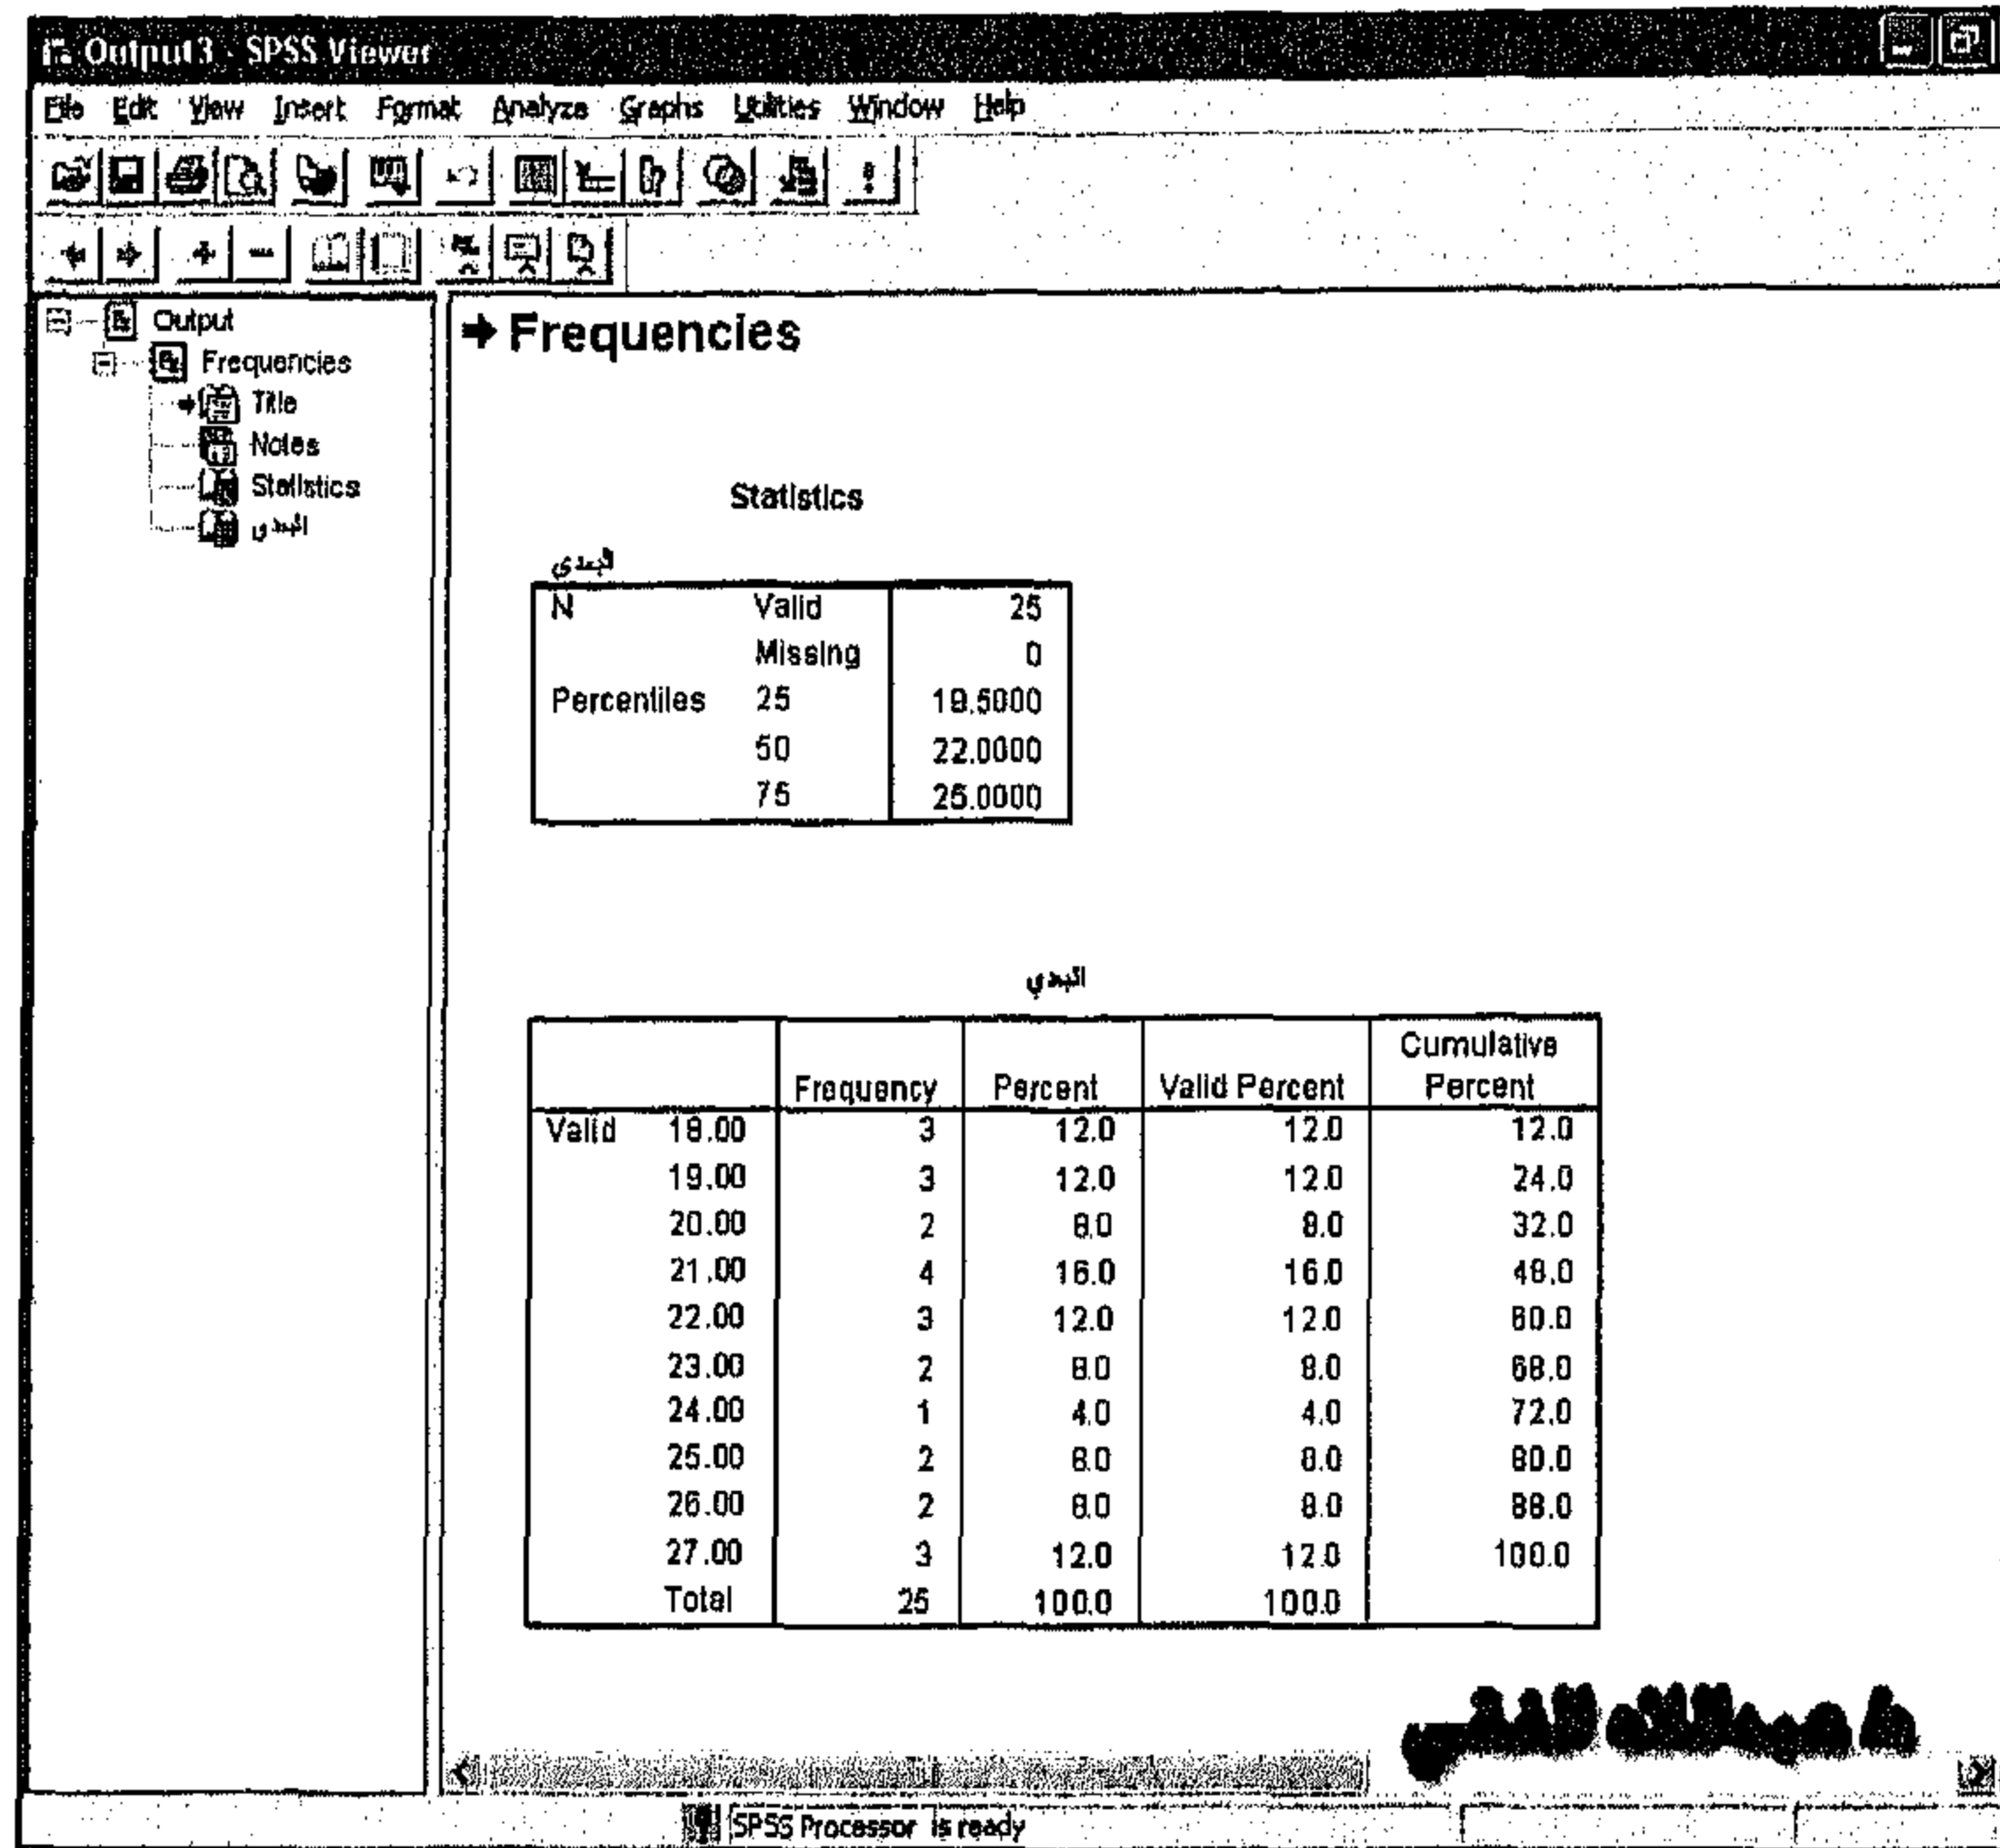 Output3 - SPSS Viewer
File Edit View Insert Format Analyze Graphs Utilities Window Help
Output
Frequencies
Title
Notes
Statistics
Frequencies
Statistics
N Valid 25
Missing 0
Percentiles 25 19.5000
50 22.0000
75 25.0000
Frequency Percent Valid Percent Cumulative Percent
Valid 18.00 3 12.0 12.0 12.0
19.00 3 12.0 12.0 24.0
20.00 2 8.0 8.0 32.0
21.00 4 16.0 16.0 48.0
22.00 3 12.0 12.0 60.0
23.00 2 8.0 8.0 68.0
24.00 1 4.0 4.0 72.0
25.00 2 8.0 8.0 80.0
26.00 2 8.0 8.0 88.0
27.00 3 12.0 12.0 100.0
Total 25 100.0 100.0
SPSS Processor is ready